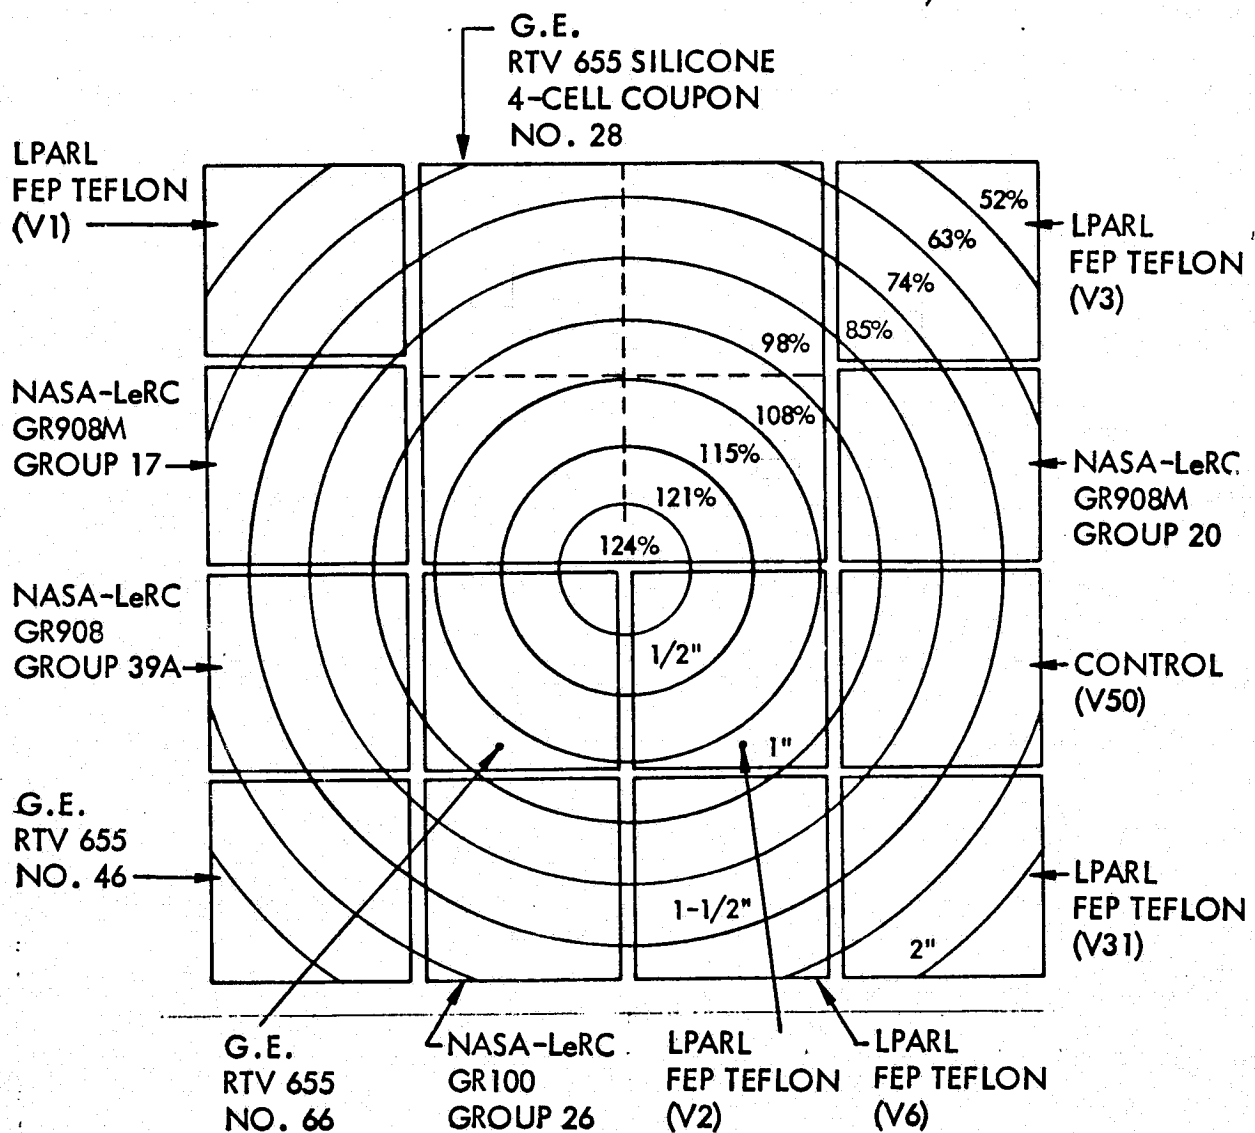 G.E.
RTV 655 SILICONE
4-CELL COUPON
NO. 28
LPARL
FEP TEFLON
(V1)
52%
63%
74%
85%
98%
108%
115%
121%
124%
LPARL
FEP TEFLON
(V3)
NASA-LeRC
GR908M
GROUP 17
NASA-LeRC
GR908M
GROUP 20
NASA-LeRC
GR908
GROUP 39A
1/2"
1"
1-1/2"
2"
CONTROL
(V50)
G.E.
RTV 655
NO. 46
LPARL
FEP TEFLON
(V31)
G.E.
RTV 655
NO. 66
NASA-LeRC
GR100
GROUP 26
LPARL
FEP TEFLON
(V2)
LPARL
FEP TEFLON
(V6)